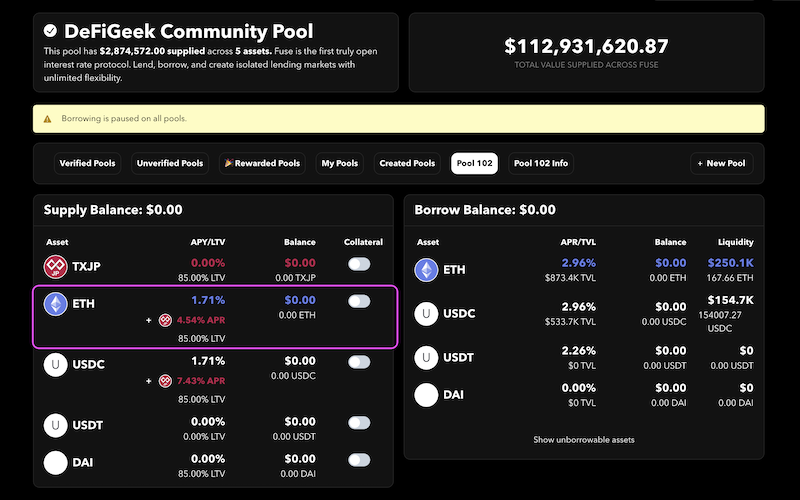 DeFiGeek Community Pool
This pool has $2,874,572.00 supplied across 5 assets. Fuse is the first truly open
interest rate protocol. Lend, borrow, and create isolated lending markets with
unlimited flexibility.
$112,931,620.87
TOTAL VALUE SUPPLIED ACROSS FUSE
Borrowing is paused on all pools.
Verified Pools Unverified Pools 🎉Rewarded Pools My Pools Created Pools Pool 102 Pool 102 Info + New Pool
Supply Balance: $0.00
Asset APY/LTV Balance Collateral
JP TXJP 0.00% $0.00
85.00% LTV 0.00 TXJP
ETH 1.71% $0.00
0.00 ETH
+ 4.54% APR
85.00% LTV
U USDC 1.71% $0.00
0.00 USDC
+ 7.43% APR
85.00% LTV
U USDT 0.00% $0.00
0.00% LTV 0.00 USDT
DAI 0.00% $0.00
85.00% LTV 0.00 DAI
Borrow Balance: $0.00
Asset APR/TVL Balance Liquidity
ETH 2.96% $0.00 $250.1K
$873.4K TVL 0.00 ETH 167.66 ETH
U USDC 2.96% $0.00 $154.7K
$533.7K TVL 0.00 USDC 154007.27
USDC
U USDT 2.26% $0.00 $0
$0 TVL 0.00 USDT 0.00 USDT
DAI 0.00% $0.00 $0
$0 TVL 0.00 DAI 0.00 DAI
Show unborrowable assets